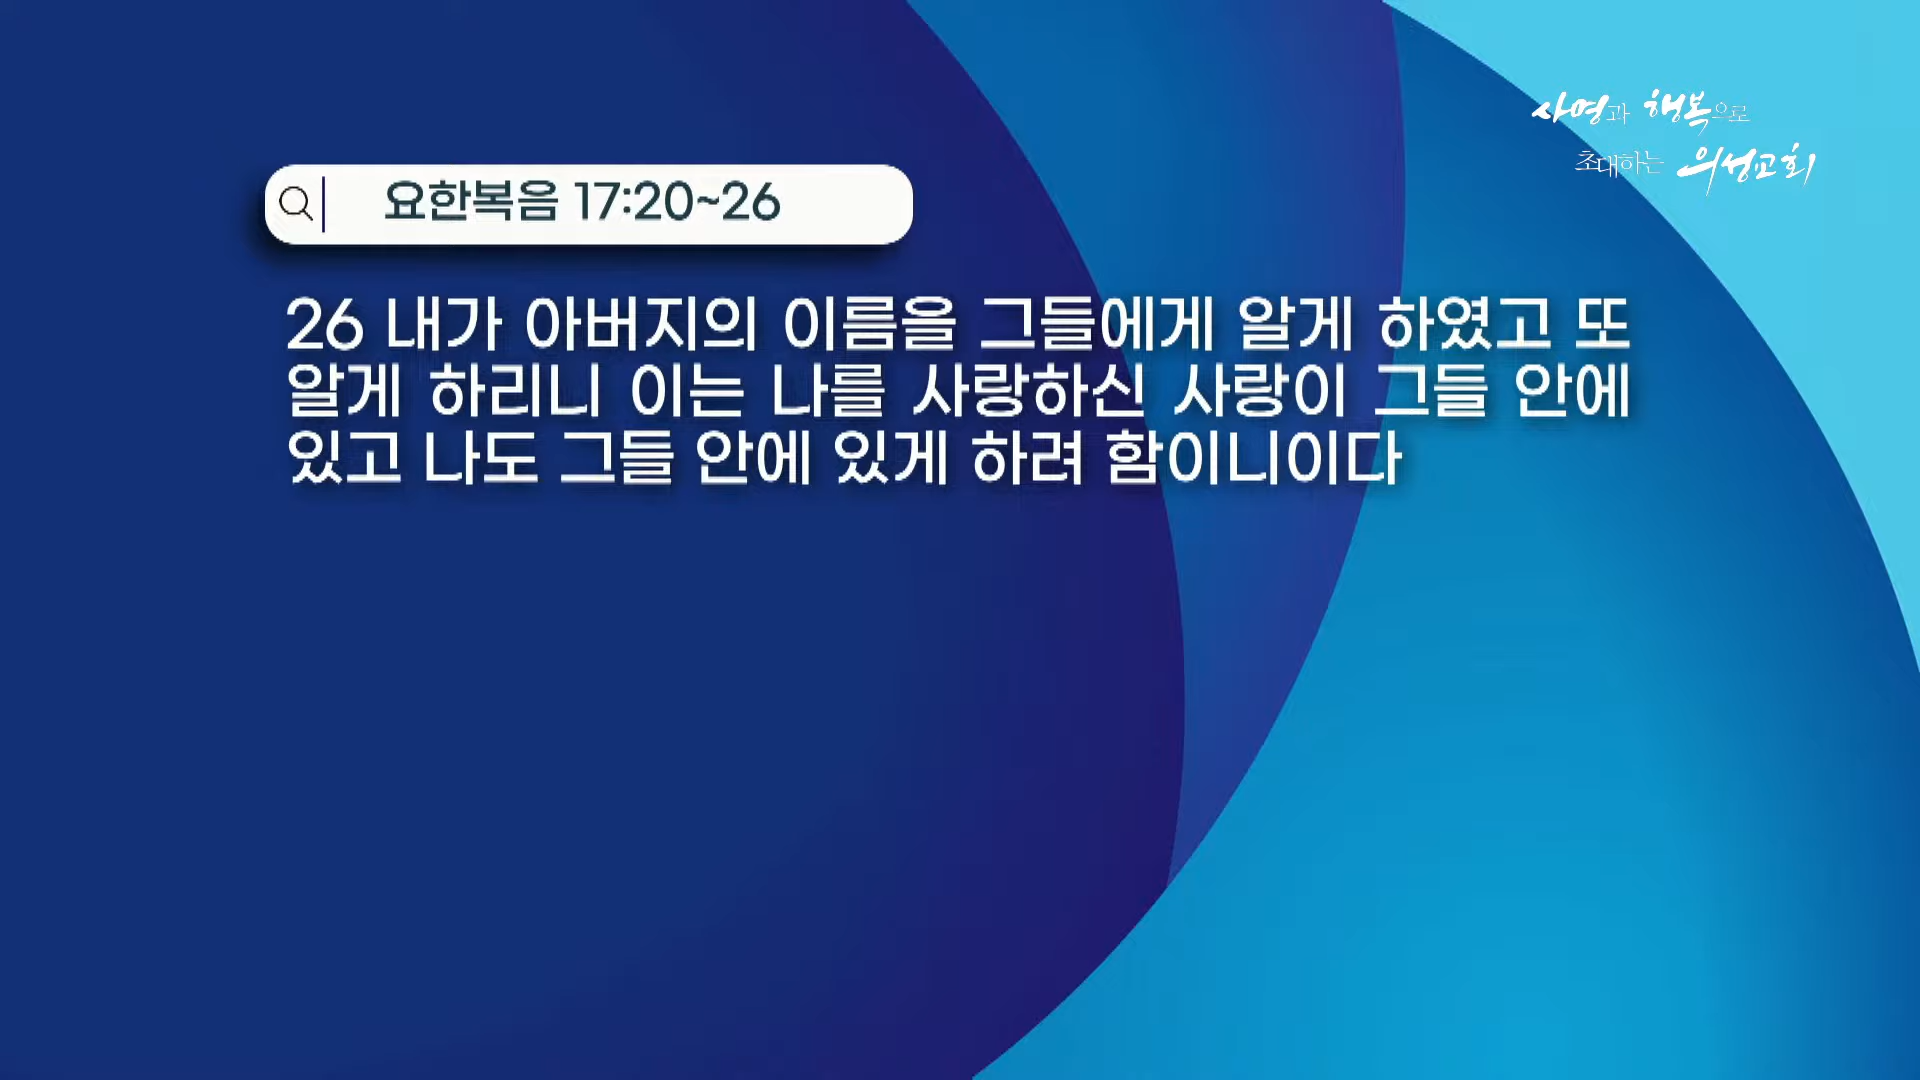 사명과 행복으로
초대하는 의성교회
요한복음 17:20~26
26 내가 아버지의 이름을 그들에게 알게 하였고 또
알게 하리니 이는 나를 사랑하신 사랑이 그들 안에
있고 나도 그들 안에 있게 하려 함이니이다